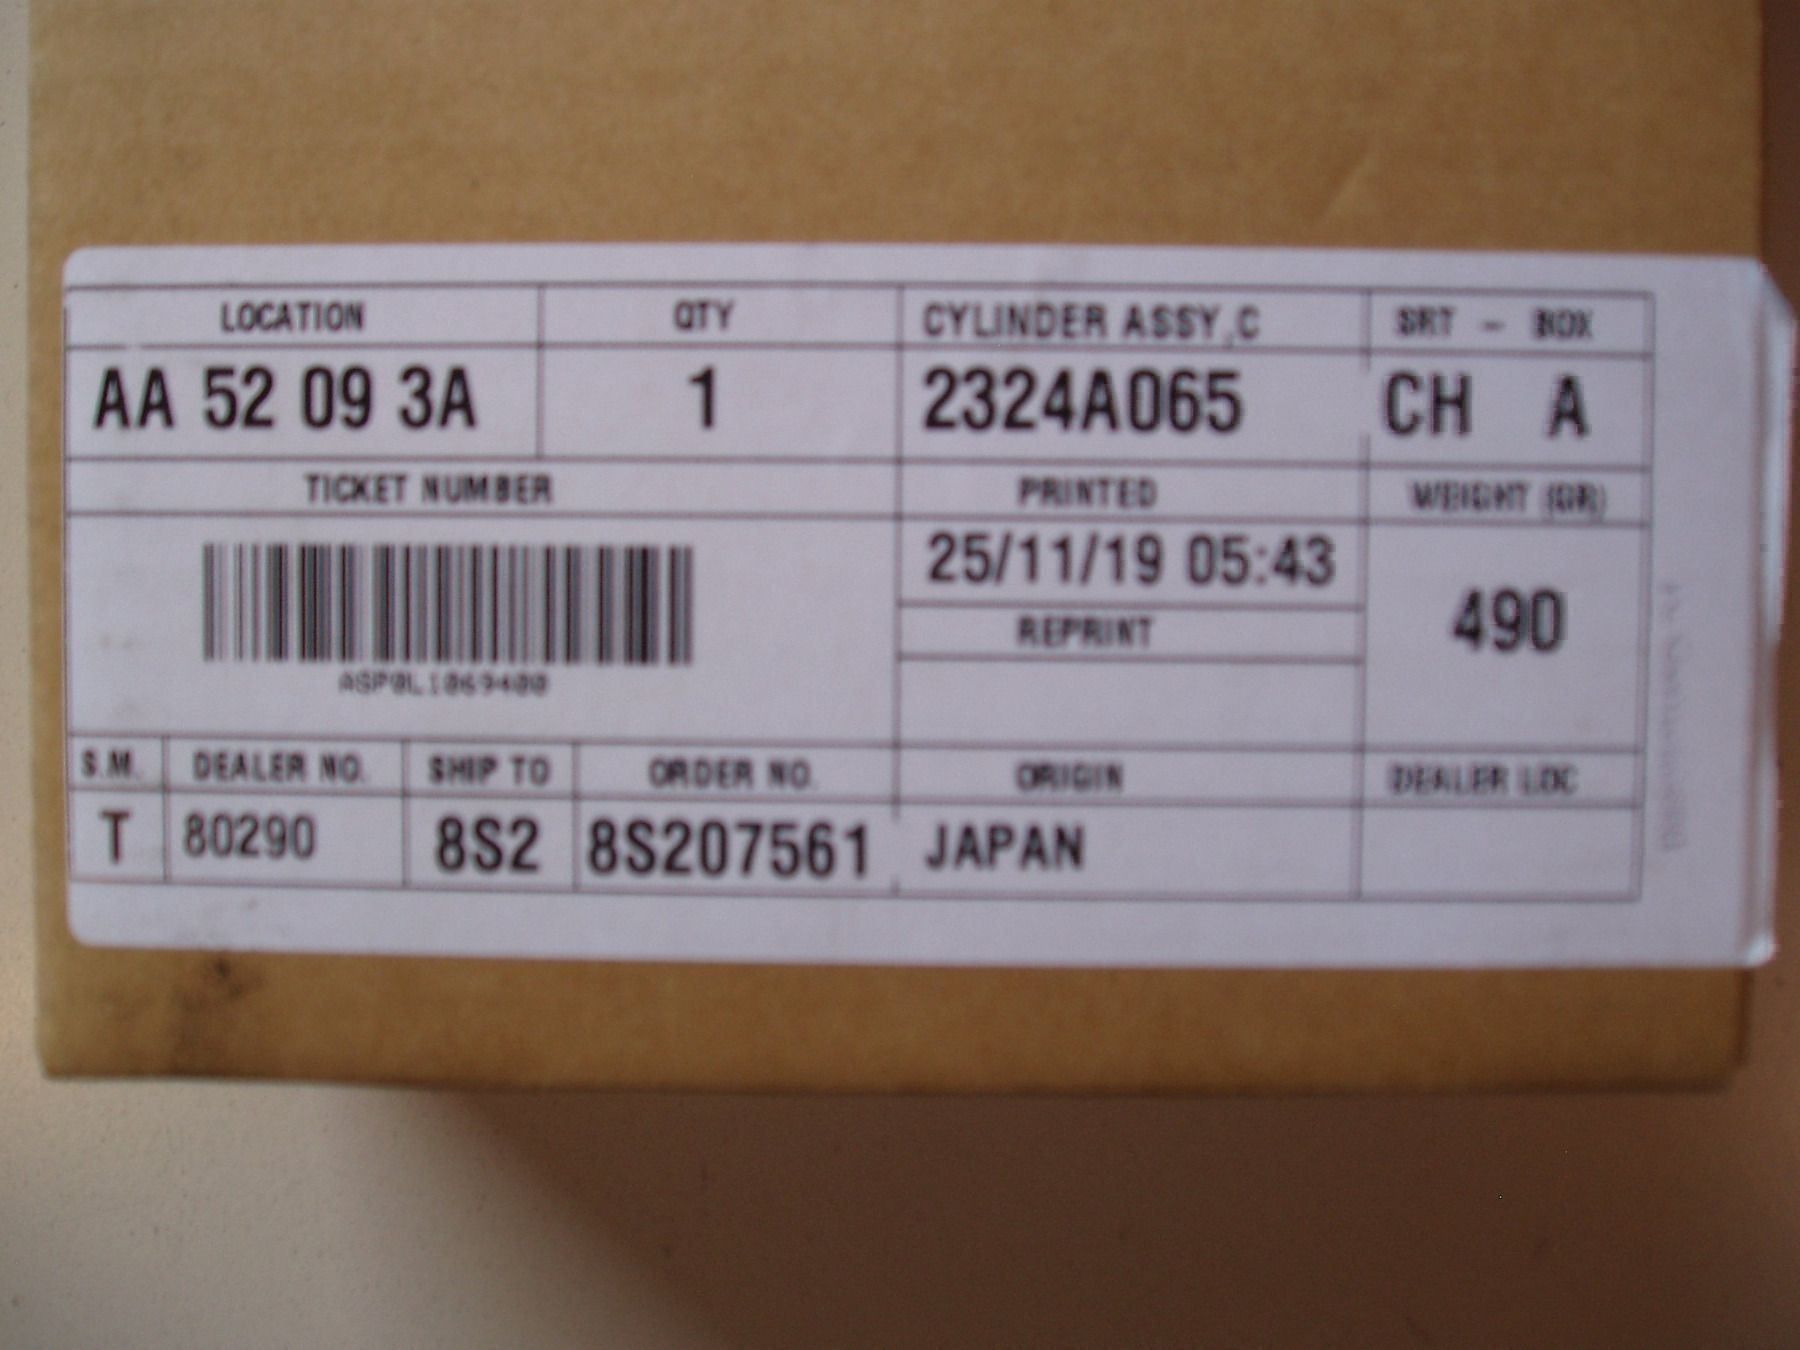 LOCATION QTY CYLINDER ASSY,C SRT - BOX
AA 52 09 3A 1 2324A065 CH A
TICKET NUMBER PRINTED WEIGHT (GR)
25/11/19 05:43
490
REPRINT
ASP0L1069400
S.M. DEALER NO. SHIP TO ORDER NO. ORIGIN DEALER LOC
T 80290 8S2 8S207561 JAPAN